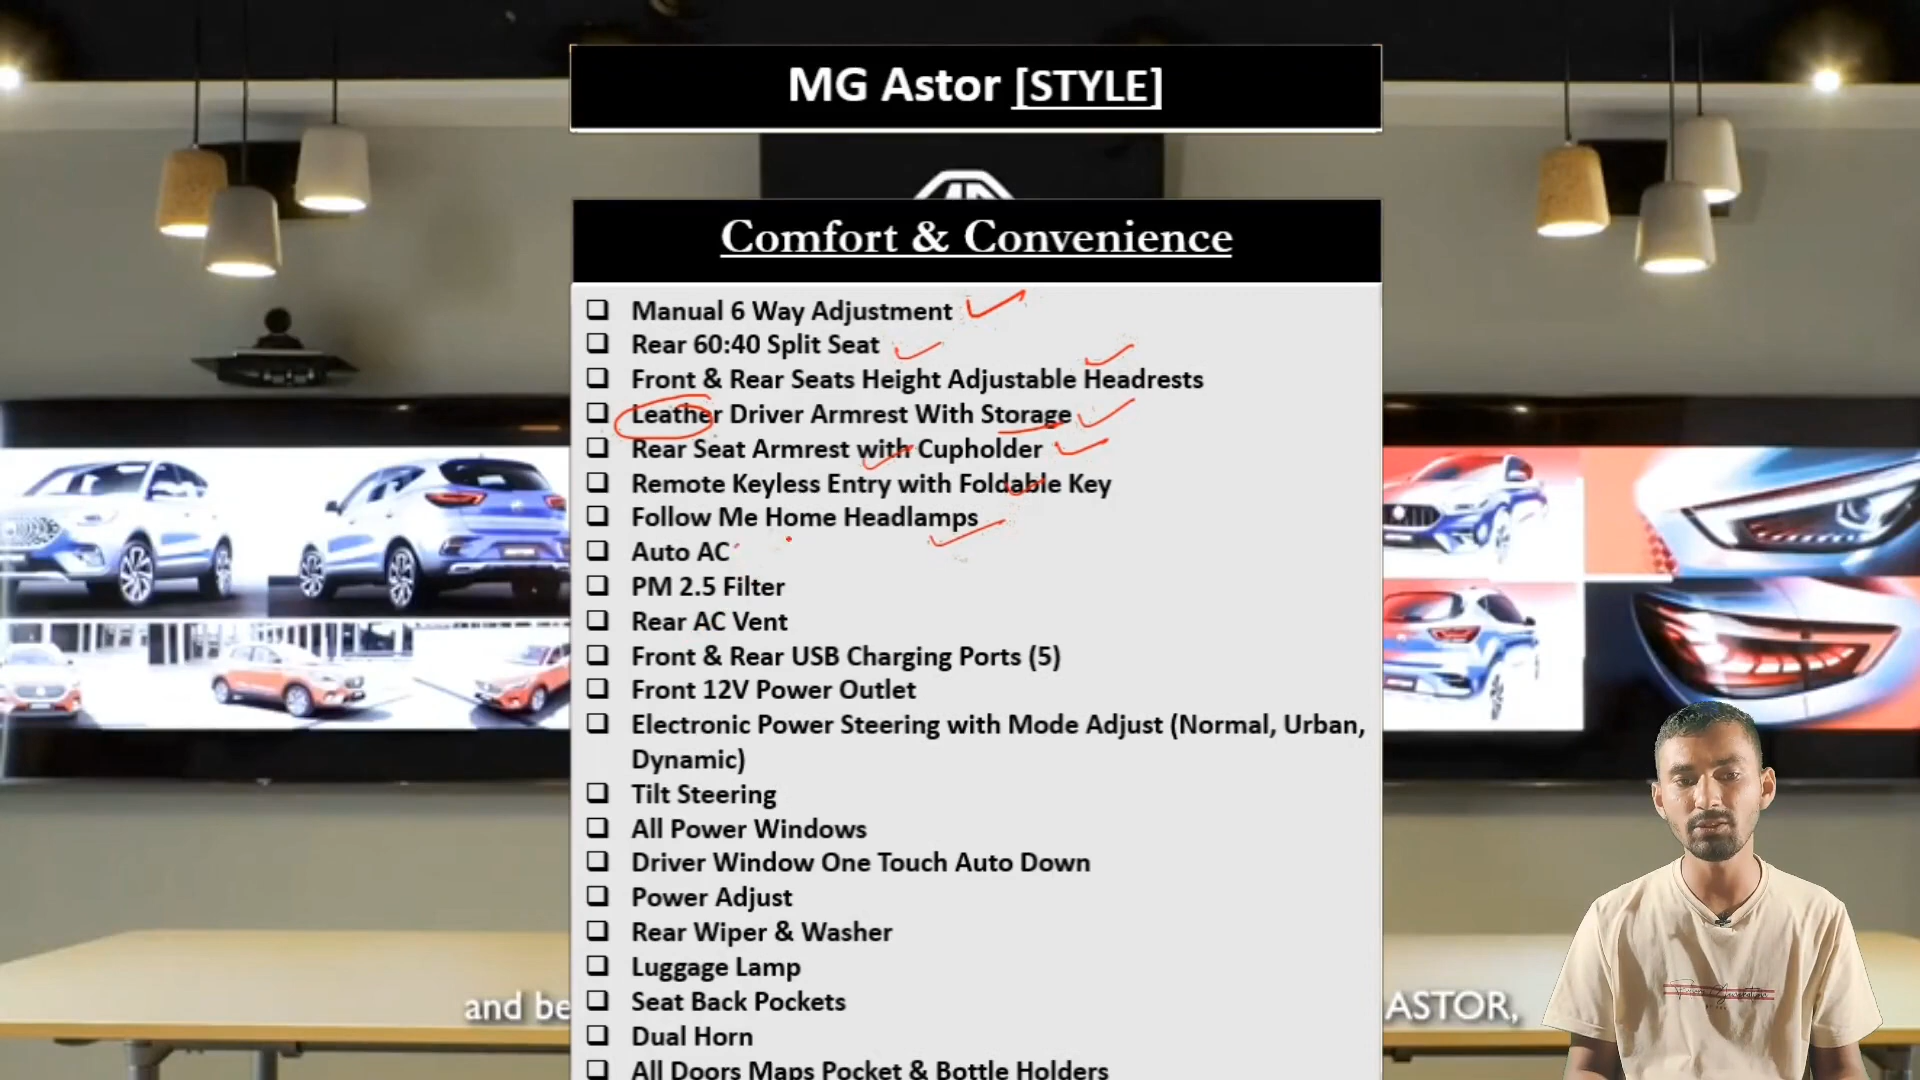 MG Astor [STYLE]
Comfort & Convenience
Manual 6 Way Adjustment
Rear 60:40 Split Seat
Front & Rear Seats Height Adjustable Headrests
Leather Driver Armrest With Storage
Rear Seat Armrest with Cupholder
Remote Keyless Entry with Foldable Key
Follow Me Home Headlamps
Auto AC
PM 2.5 Filter
Rear AC Vent
Front & Rear USB Charging Ports (5)
Front 12V Power Outlet
Electronic Power Steering with Mode Adjust (Normal, Urban,
Dynamic)
Tilt Steering
All Power Windows
Driver Window One Touch Auto Down
Power Adjust
Rear Wiper & Washer
Luggage Lamp
Seat Back Pockets
and be ASTOR,
Dual Horn
All Doors Maps Pocket & Bottle Holders